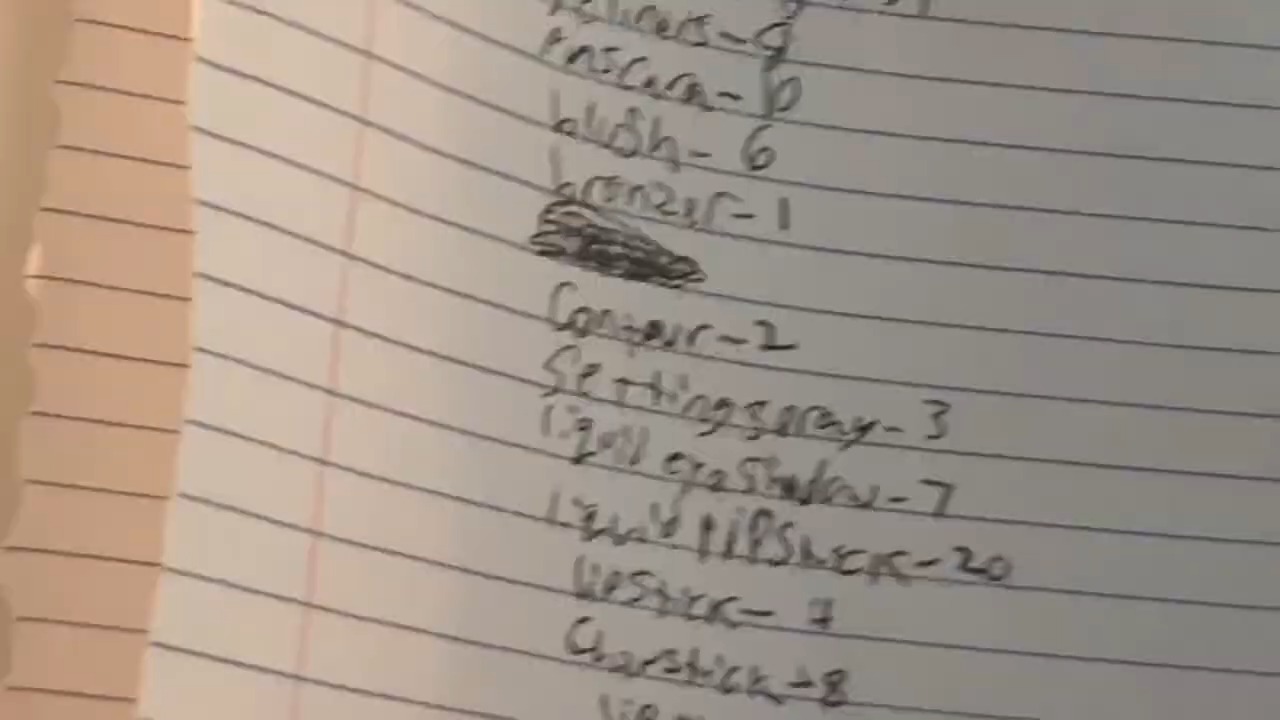 mascara-6
blush-6
bronzer-1
Contour-2
Setting spray-3
liquid eyeshadow-7
liquid lipstick-20
lipstick-7
Chapstick-8